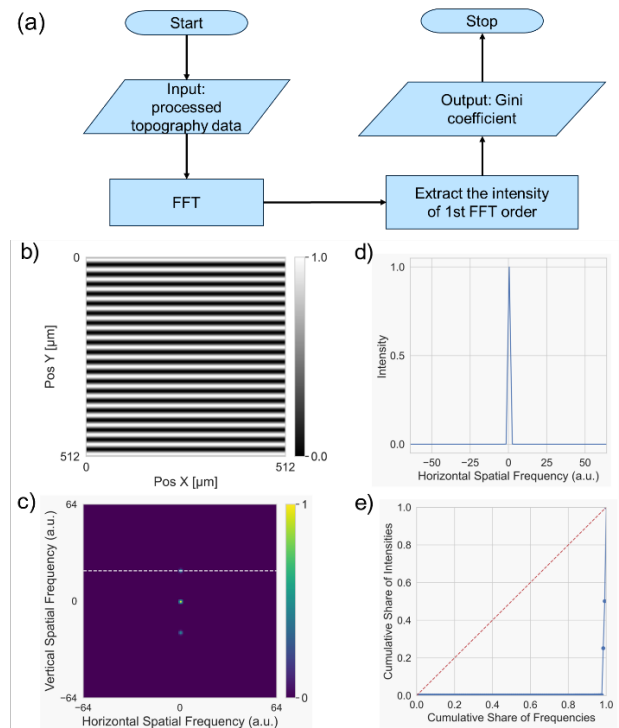 (a)
Start
Stop
Input:
processed
topography data
Output: Gini
coefficient
FFT
Extract the intensity
of 1st FFT order
b)
0
Pos Y [μm]
512
0
512
Pos X [μm]
1.0
0.0
d)
1.0
0.5
0.0
Intensity
−50
−25
0
25
50
Horizontal Spatial Frequency (a.u.)
c)
64
0
−64
Vertical Spatial Frequency (a.u.)
−64
0
64
Horizontal Spatial Frequency (a.u.)
1
0
e)
1.0
0.8
0.6
0.4
0.2
0.0
Cumulative Share of Intensities
0.0
0.2
0.4
0.6
0.8
1.0
Cumulative Share of Frequencies